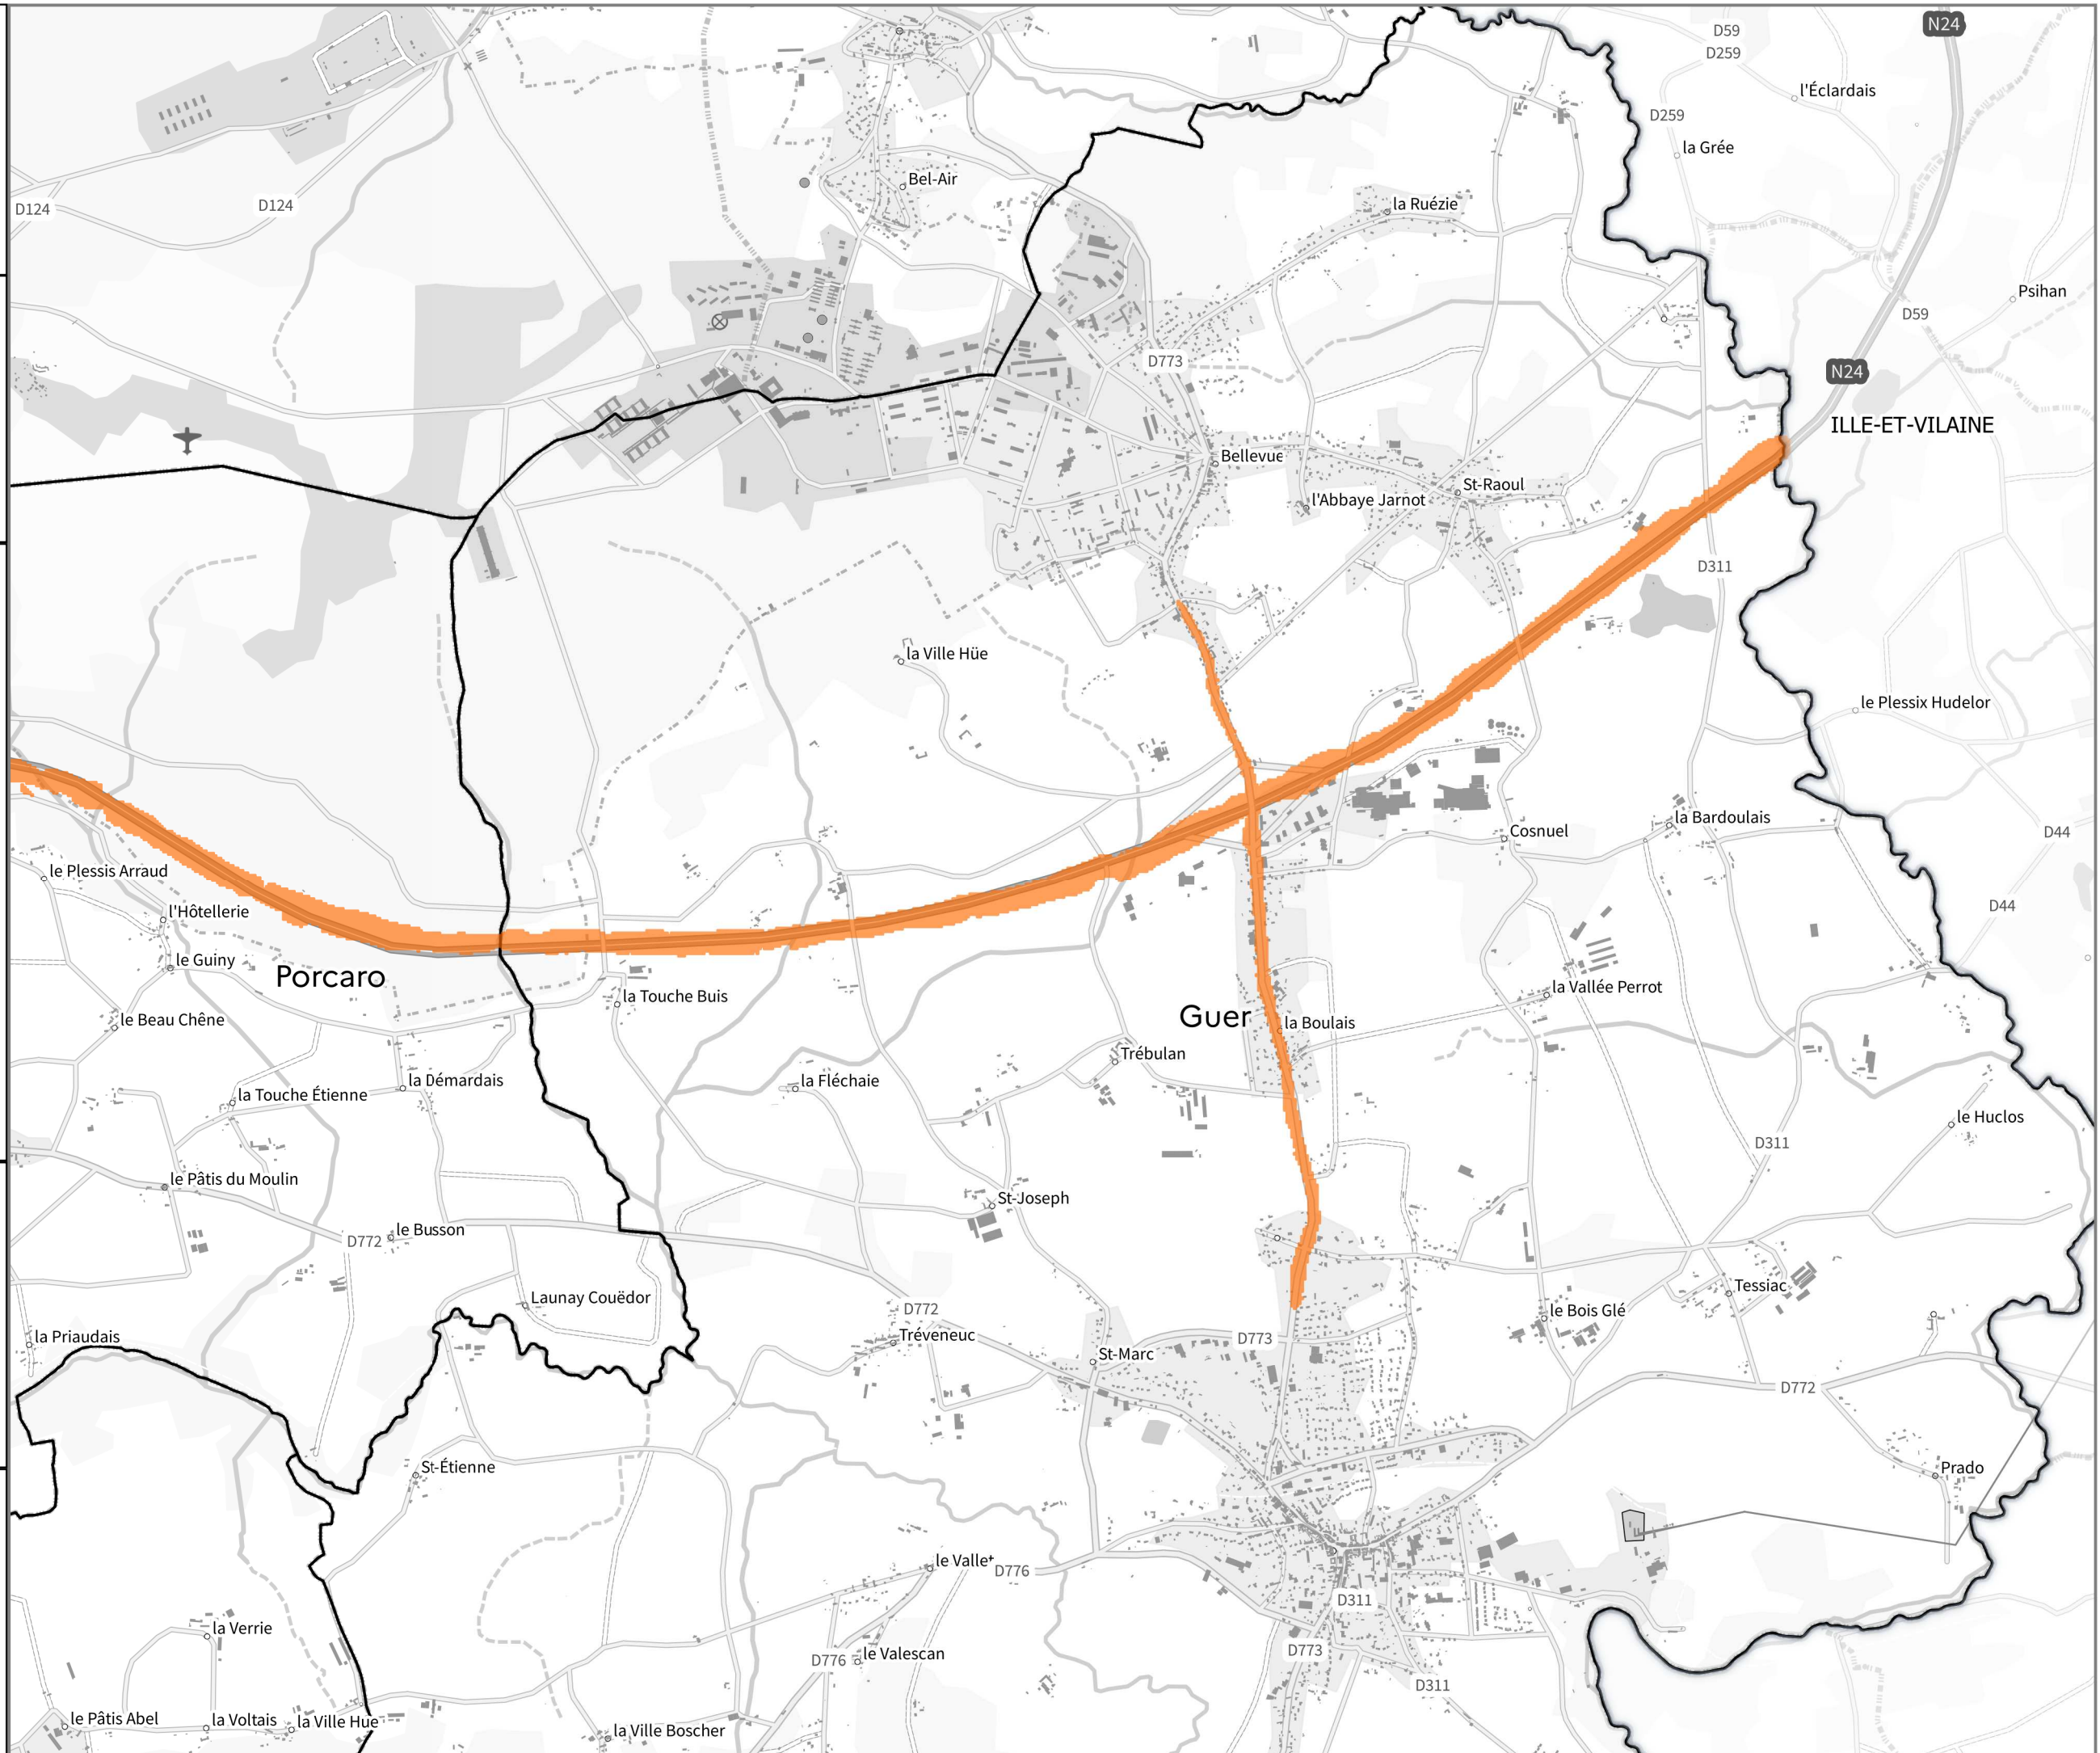 N24
D59
D259
l'Éclardais
D259
la Grée
Bel-Air
la Ruézie
D124
D124
Psihan
D59
D773
N24
ILLE-ET-VILAINE
Bellevue
St-Raoul
l'Abbaye Jarnot
D311
la Ville Hüe
le Plessix Hudelor
la Bardoulais
Cosnuel
D44
le Plessis Arraud
l'Hôtellerie
D44
le Guiny
Porcaro
la Touche Buis
la Vallée Perrot
Guer
le Beau Chêne
la Boulais
Trébulan
la Démardais
la Fléchaie
la Touche Étienne
le Huclos
D311
le Pâtis du Moulin
St-Joseph
le Busson
D772
Launay Couëdor
Tessiac
D772
le Bois Glé
la Priaudais
Tréveneuc
D773
St-Marc
D772
St-Étienne
Prado
le Vallet
D776
D311
la Verrie
D773
le Valescan
D776
D311
le Pâtis Abel
la Voltais
la Ville Hue
la Ville Boscher